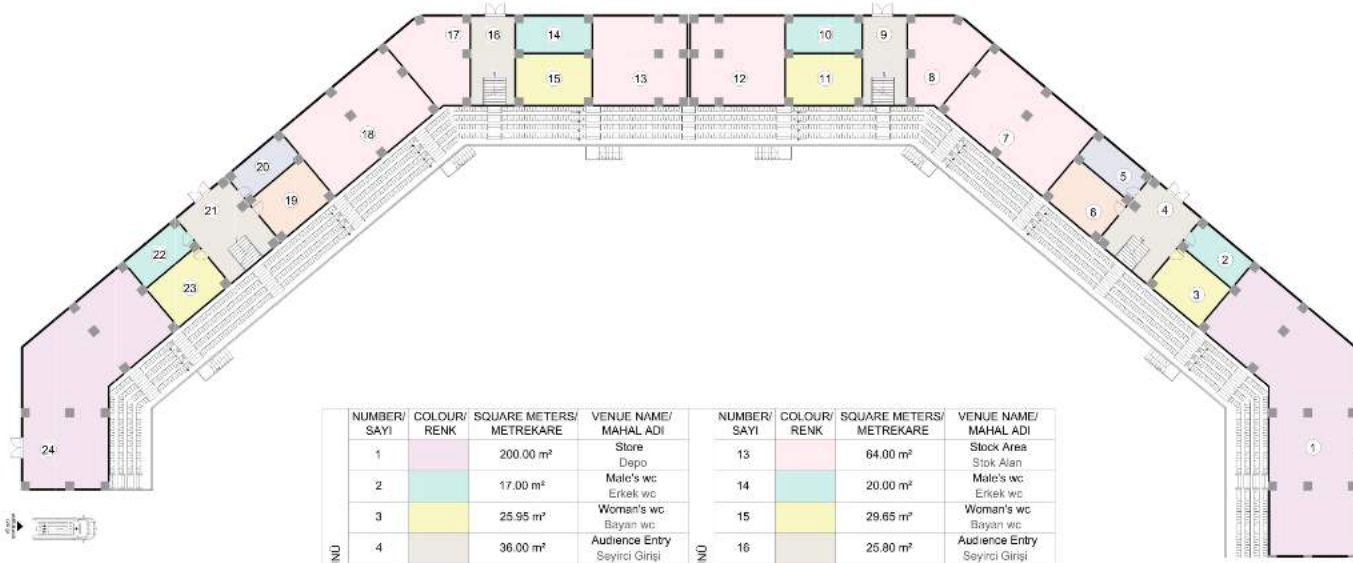 17
16
14
15
13
12
10
11
9
8
18
7
20
19
21
22
23
24
5
6
4
2
3
1
NUMBER/ SAYI COLOUR/ RENK SQUARE METERS/ METREKARE VENUE NAME/ MAHAL ADI
1 200.00 m² Store Depo
2 17.00 m² Male's wc Erkek wc
3 25.95 m² Woman's wc Bayan wc
4 36.00 m² Audience Entry Seyirci Girişi
NUMBER/ SAYI COLOUR/ RENK SQUARE METERS/ METREKARE VENUE NAME/ MAHAL ADI
13 64.00 m² Stock Area Stok Alan
14 20.00 m² Male's wc Erkek wc
15 29.65 m² Woman's wc Bayan wc
16 25.80 m² Audience Entry Seyirci Girişi